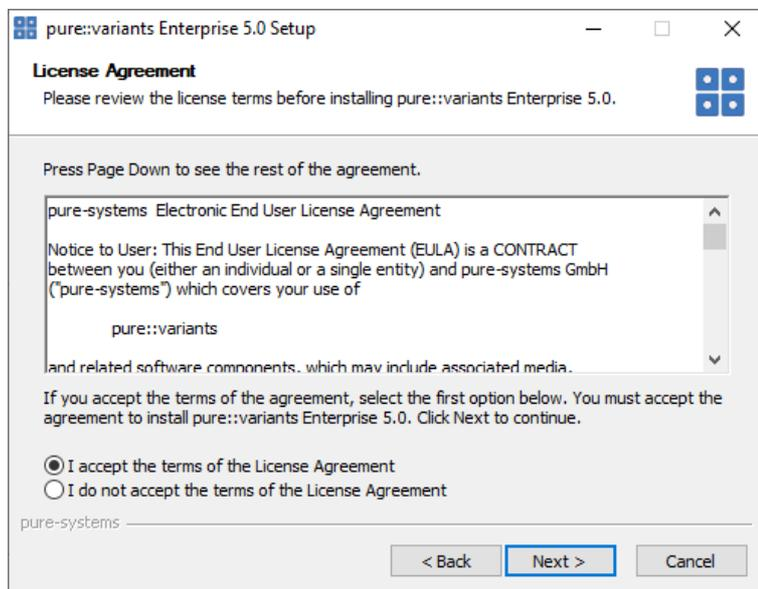 pure::variants Enterprise 5.0 Setup
License Agreement
Please review the license terms before installing pure::variants Enterprise 5.0.
Press Page Down to see the rest of the agreement.
pure-systems Electronic End User License Agreement
Notice to User: This End User License Agreement (EULA) is a CONTRACT
between you (either an individual or a single entity) and pure-systems GmbH
("pure-systems") which covers your use of
pure::variants
and related software components, which may include associated media,
If you accept the terms of the agreement, select the first option below. You must accept the
agreement to install pure::variants Enterprise 5.0. Click Next to continue.
I accept the terms of the License Agreement
I do not accept the terms of the License Agreement
pure-systems
< Back Next > Cancel